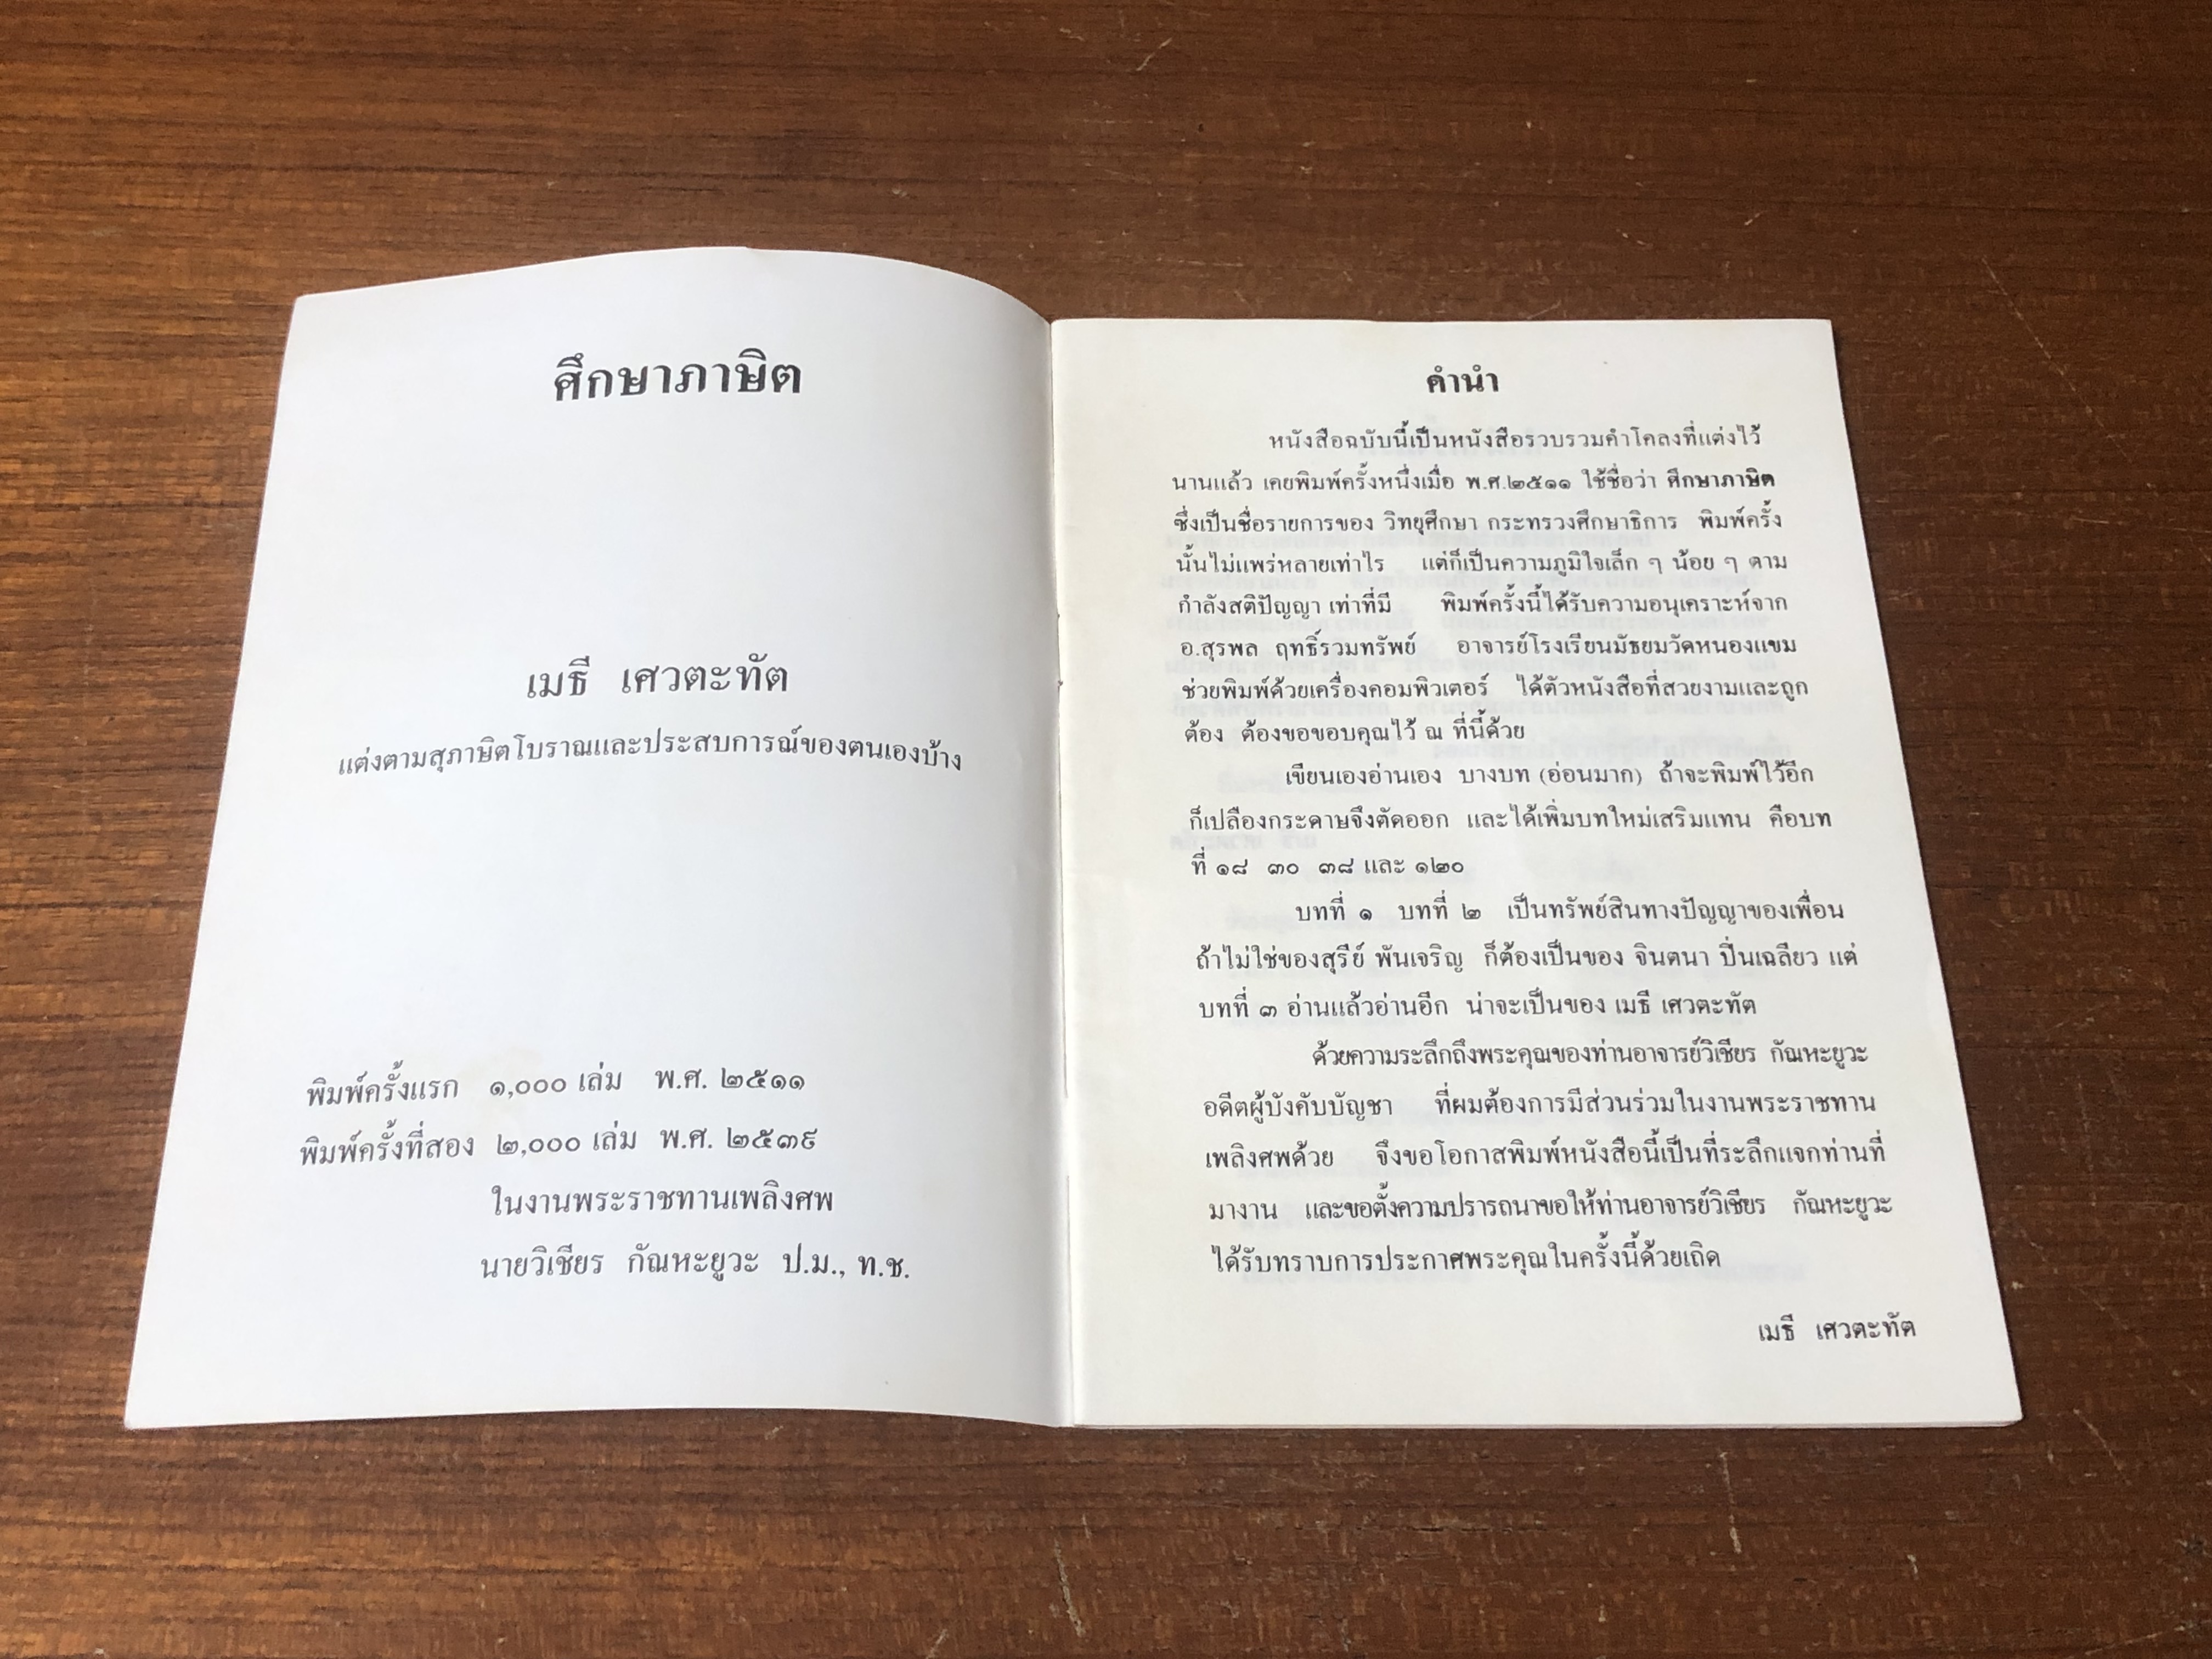 ศึกษาภาษิต
เมธี เศวตะทัต
แต่งตามสุภาษิตโบราณและประสบการณ์ของตนเองบ้าง
พิมพ์ครั้งแรก ๑,๐๐๐ เล่ม พ.ศ. ๒๕๑๑
พิมพ์ครั้งที่สอง ๒,๐๐๐ เล่ม พ.ศ. ๒๕๓๙
ในงานพระราชทานเพลิงศพ
นายวิเชียร กัณหะยูวะ ป.ม., ท.ช.
คำนำ
หนังสือฉบับนี้เป็นหนังสือรวบรวมคำโคลงที่แต่งไว้
นานแล้ว เคยพิมพ์ครั้งหนึ่งเมื่อ พ.ศ.๒๕๑๑ ใช้ชื่อว่า ศึกษาภาษิต
ซึ่งเป็นชื่อรายการของ วิทยุศึกษา กระทรวงศึกษาธิการ พิมพ์ครั้ง
นั้นไม่แพร่หลายเท่าไร แต่ก็เป็นความภูมิใจเล็ก ๆ น้อย ๆ ตาม
กำลังสติปัญญา เท่าที่มี พิมพ์ครั้งนี้ได้รับความอนุเคราะห์จาก
อ.สุรพล ฤทธิ์รวมทรัพย์ อาจารย์โรงเรียนมัธยมวัดหนองแขม
ช่วยพิมพ์ด้วยเครื่องคอมพิวเตอร์ ได้ตัวหนังสือที่สวยงามและถูก
ต้อง ต้องขอขอบคุณไว้ ณ ที่นี้ด้วย
เขียนเองอ่านเอง บางบท (อ่อนมาก) ถ้าจะพิมพ์ไว้อีก
ก็เปลืองกระดาษจึงตัดออก และได้เพิ่มบทใหม่เสริมแทน คือบท
ที่ ๑๘ ๓๐ ๓๘ และ ๑๒๐
บทที่ ๑ บทที่ ๒ เป็นทรัพย์สินทางปัญญาของเพื่อน
ถ้าไม่ใช่ของสุรีย์ พันเจริญ ก็ต้องเป็นของ จินตนา ปิ่นเฉลียว แต่
บทที่ ๓ อ่านแล้วอ่านอีก น่าจะเป็นของ เมธี เศวตะทัต
ด้วยความระลึกถึงพระคุณของท่านอาจารย์วิเชียร กัณหะยูวะ
อดีตผู้บังคับบัญชา ที่ผมต้องการมีส่วนร่วมในงานพระราชทาน
เพลิงศพด้วย จึงขอโอกาสพิมพ์หนังสือนี้เป็นที่ระลึกแจกท่านที่
มางาน และขอตั้งความปรารถนาขอให้ท่านอาจารย์วิเชียร กัณหะยูวะ
ได้รับทราบการประกาศพระคุณในครั้งนี้ด้วยเถิด
เมธี เศวตะทัต